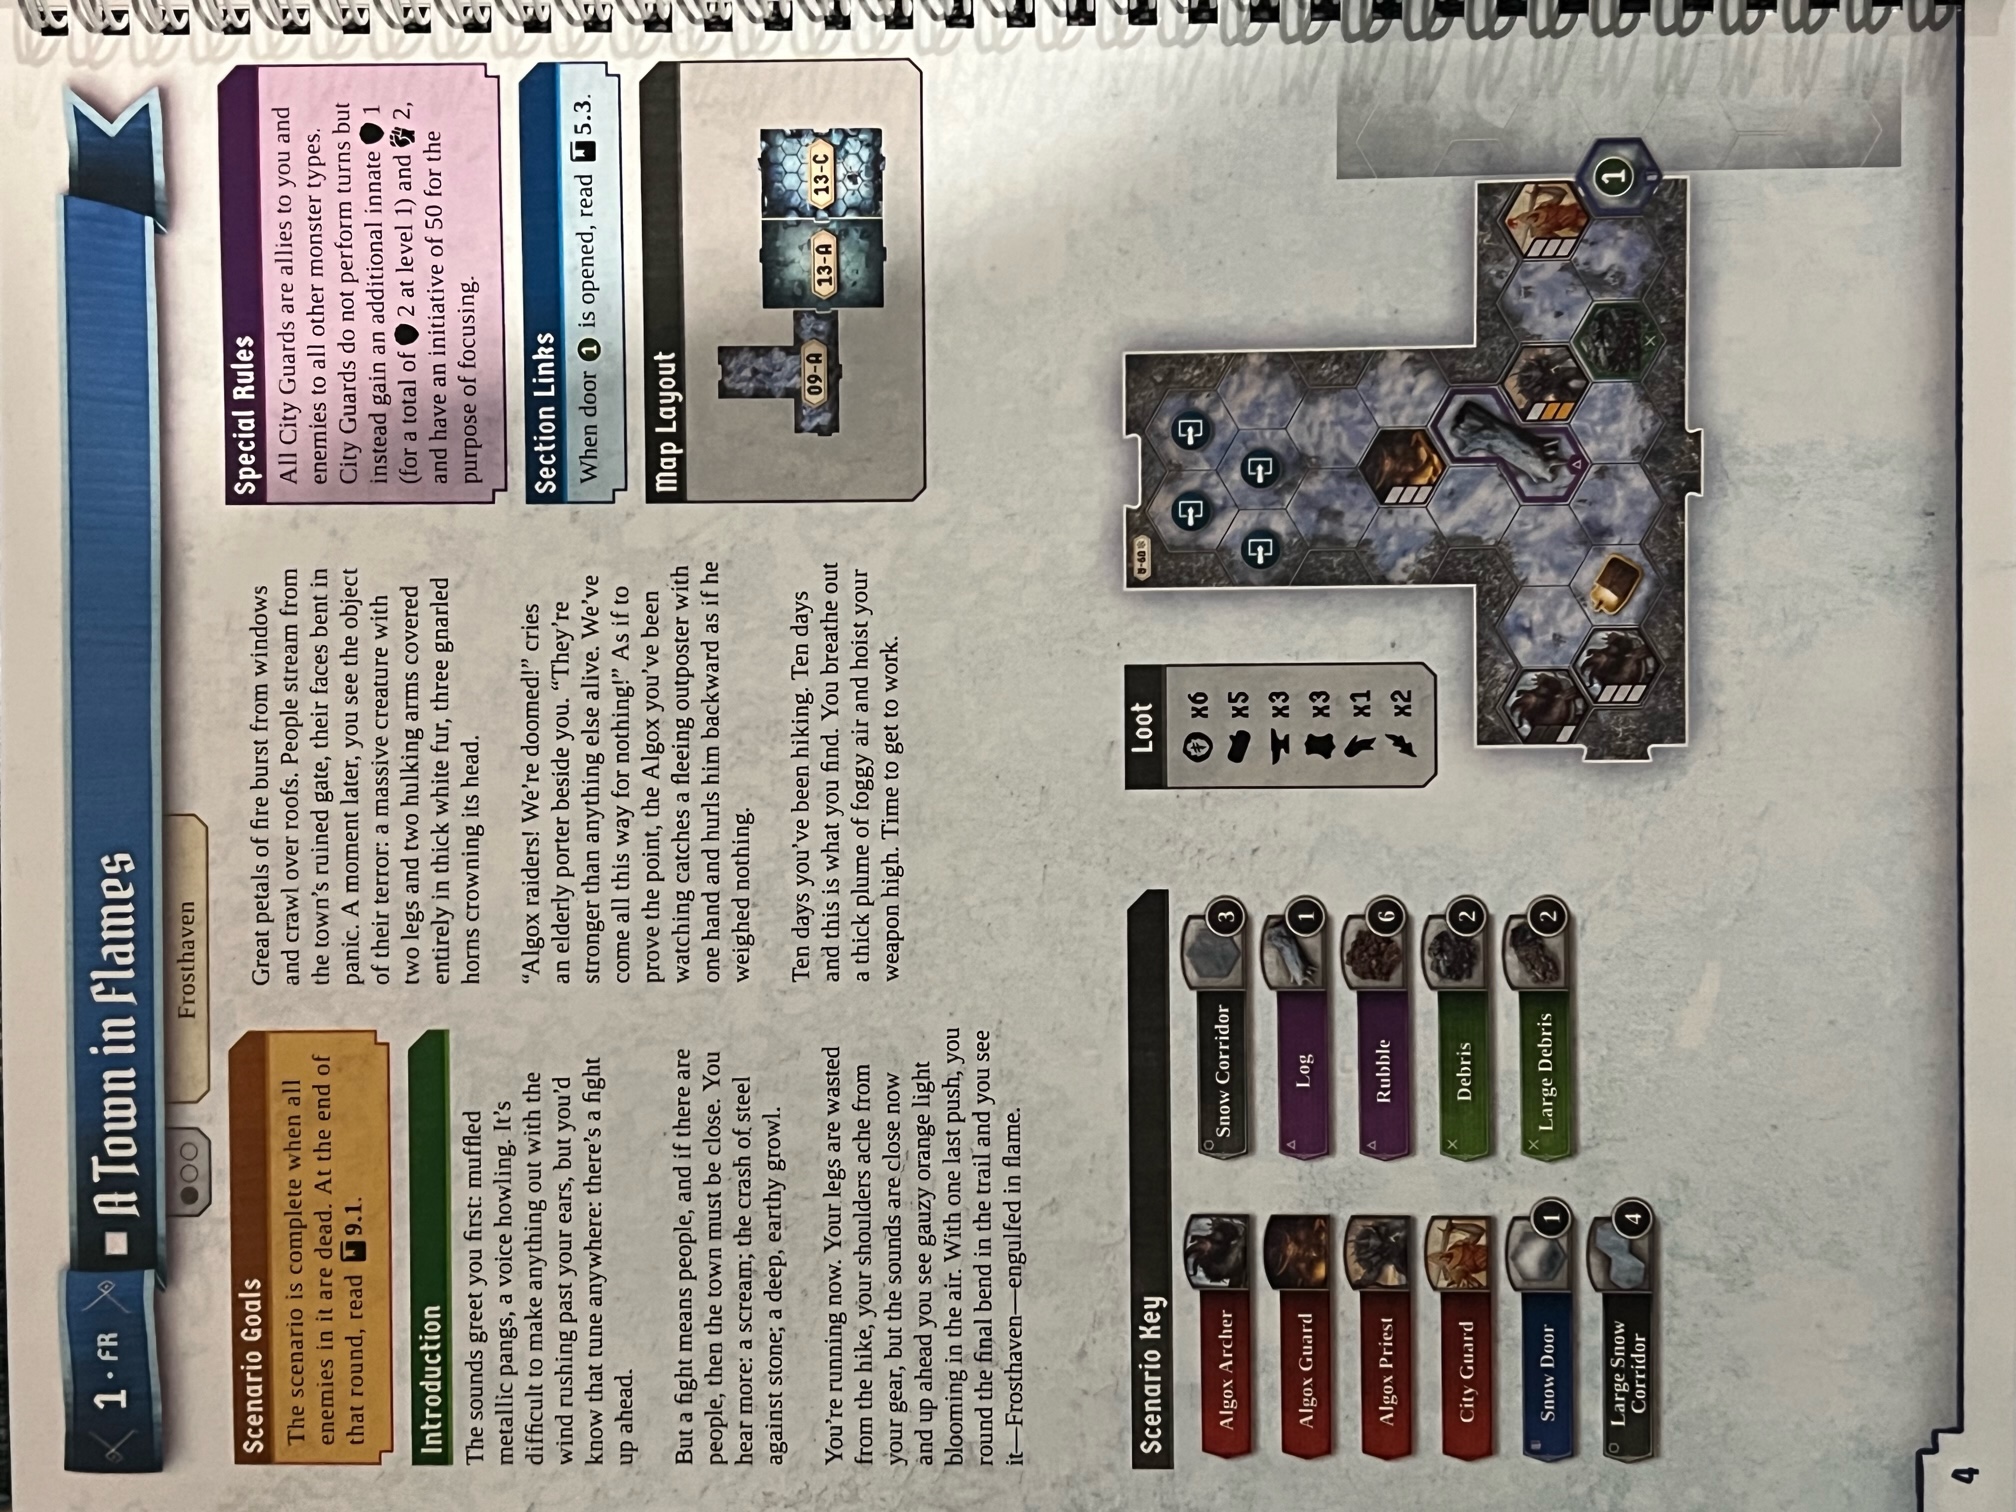 1 · FR
A Town in Flames
Frosthaven
Scenario Goals
The scenario is complete when all
enemies in it are dead. At the end of
that round, read 9.1.
Introduction
The sounds greet you first: muffled
metallic pangs, a voice howling. It's
difficult to make anything out with the
wind rushing past your ears, but you'd
know that tune anywhere: there's a fight
up ahead.
But a fight means people, and if there are
people, then the town must be close. You
hear more: a scream; the crash of steel
against stone; a deep, earthy growl.
You're running now. Your legs are wasted
from the hike, your shoulders ache from
your gear, but the sounds are close now
and up ahead you see gauzy orange light
blooming in the air. With one last push, you
round the final bend in the trail and you see
it—Frosthaven—engulfed in flame.
Great petals of fire burst from windows
and crawl over roofs. People stream from
the town's ruined gate, their faces bent in
panic. A moment later, you see the object
of their terror: a massive creature with
two legs and two hulking arms covered
entirely in thick white fur, three gnarled
horns crowning its head.
“Algox raiders! We're doomed!” cries
an elderly porter beside you. “They're
stronger than anything else alive. We've
come all this way for nothing!” As if to
prove the point, the Algox you've been
watching catches a fleeing outposter with
one hand and hurls him backward as if he
weighed nothing.
Ten days you've been hiking. Ten days
and this is what you find. You breathe out
a thick plume of foggy air and hoist your
weapon high. Time to get to work.
Special Rules
All City Guards are allies to you and
enemies to all other monster types.
City Guards do not perform turns but
instead gain an additional innate 1
(for a total of 2 at level 1) and 2,
and have an initiative of 50 for the
purpose of focusing.
Section Links
When door 1 is opened, read 5.3.
Map Layout
09-A
13-A
13-C
Scenario Key
Algox Archer
Algox Guard
Algox Priest
City Guard
Snow Door 1
Large Snow
Corridor 4
Snow Corridor 3
Log 1
Rubble 6
Debris 2
Large Debris 2
Loot
x6
x5
x3
x3
x1
x2
09-A
1
4